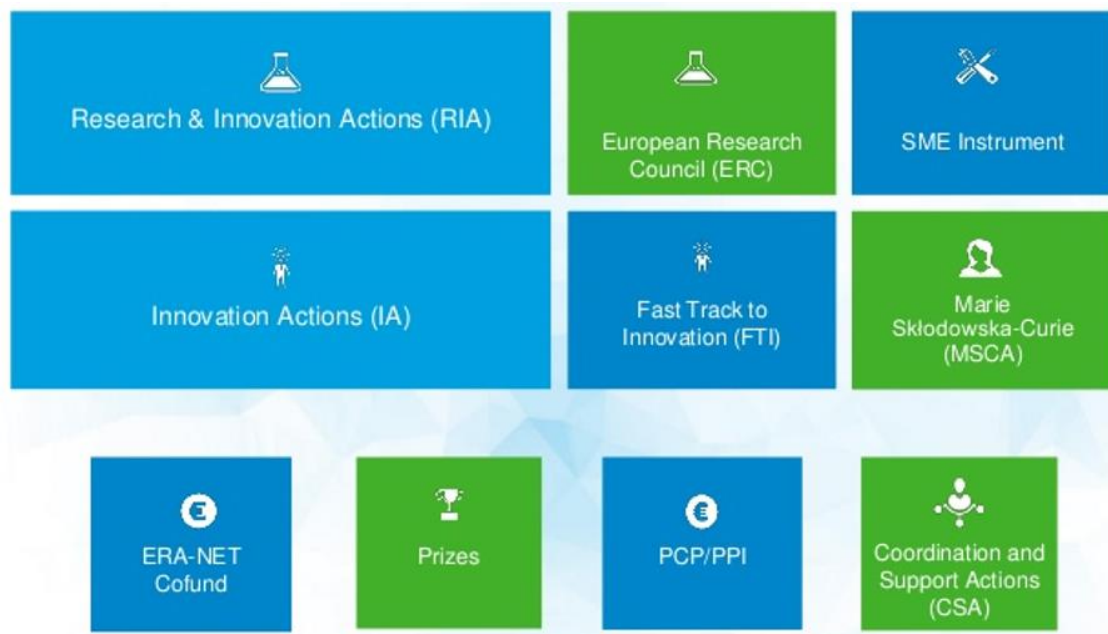 Research & Innovation Actions (RIA)
European Research
Council (ERC)
SME Instrument
Innovation Actions (IA)
Fast Track to
Innovation (FTI)
Marie
Skłodowska-Curie
(MSCA)
ERA-NET
Cofund
Prizes
PCP/PPI
Coordination and
Support Actions
(CSA)